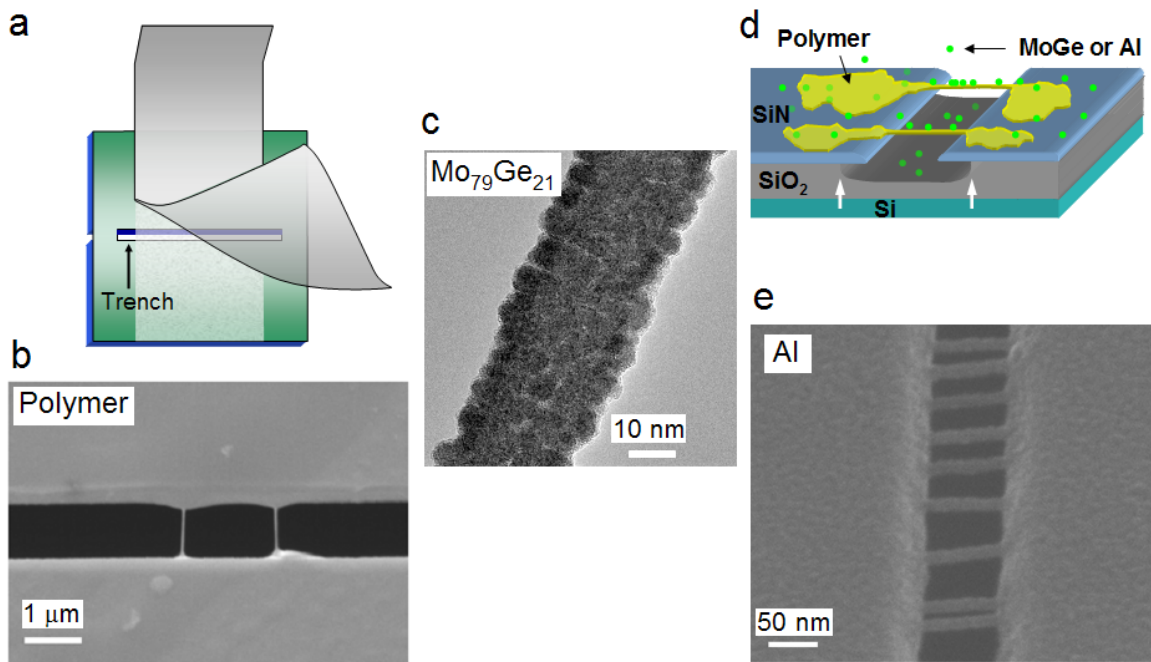 a
Trench
b
Polymer
1 μm
c
Mo79Ge21
10 nm
d
Polymer
MoGe or Al
SiN
SiO2
Si
e
Al
50 nm